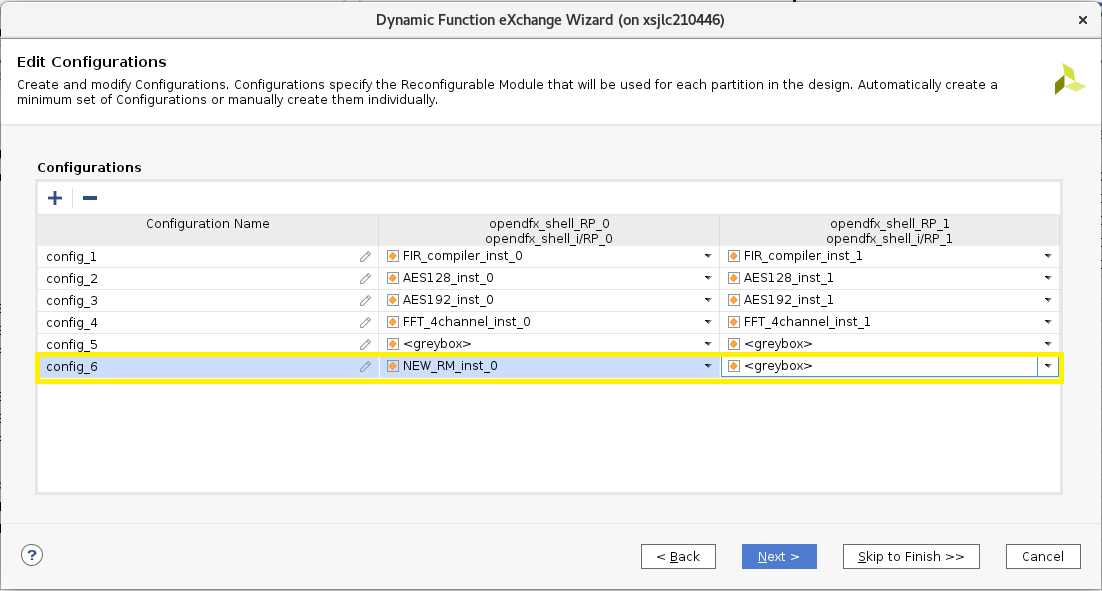 Dynamic Function eXchange Wizard (on xsjlc210446)
×
Edit Configurations
Create and modify Configurations. Configurations specify the Reconfigurable Module that will be used for each partition in the design. Automatically create a
minimum set of Configurations or manually create them individually.
Configurations
Configuration Name
opendfx_shell_RP_0
opendfx_shell_i/RP_0
opendfx_shell_RP_1
opendfx_shell_i/RP_1
config_1 FIR_compiler_inst_0 FIR_compiler_inst_1
config_2 AES128_inst_0 AES128_inst_1
config_3 AES192_inst_0 AES192_inst_1
config_4 FFT_4channel_inst_0 FFT_4channel_inst_1
config_5 <greybox> <greybox>
config_6 NEW_RM_inst_0 <greybox>
? < Back Next > Skip to Finish >> Cancel